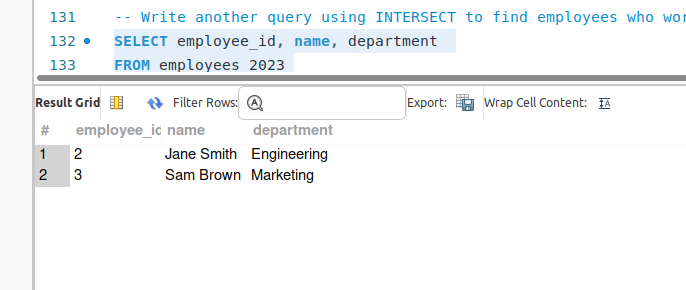 131 -- Write another query using INTERSECT to find employees who wor
132 SELECT employee_id, name, department
133 FROM employees 2023
Result Grid Filter Rows: Export: Wrap Cell Content: IA
# employee_id name department
1 2 Jane Smith Engineering
2 3 Sam Brown Marketing